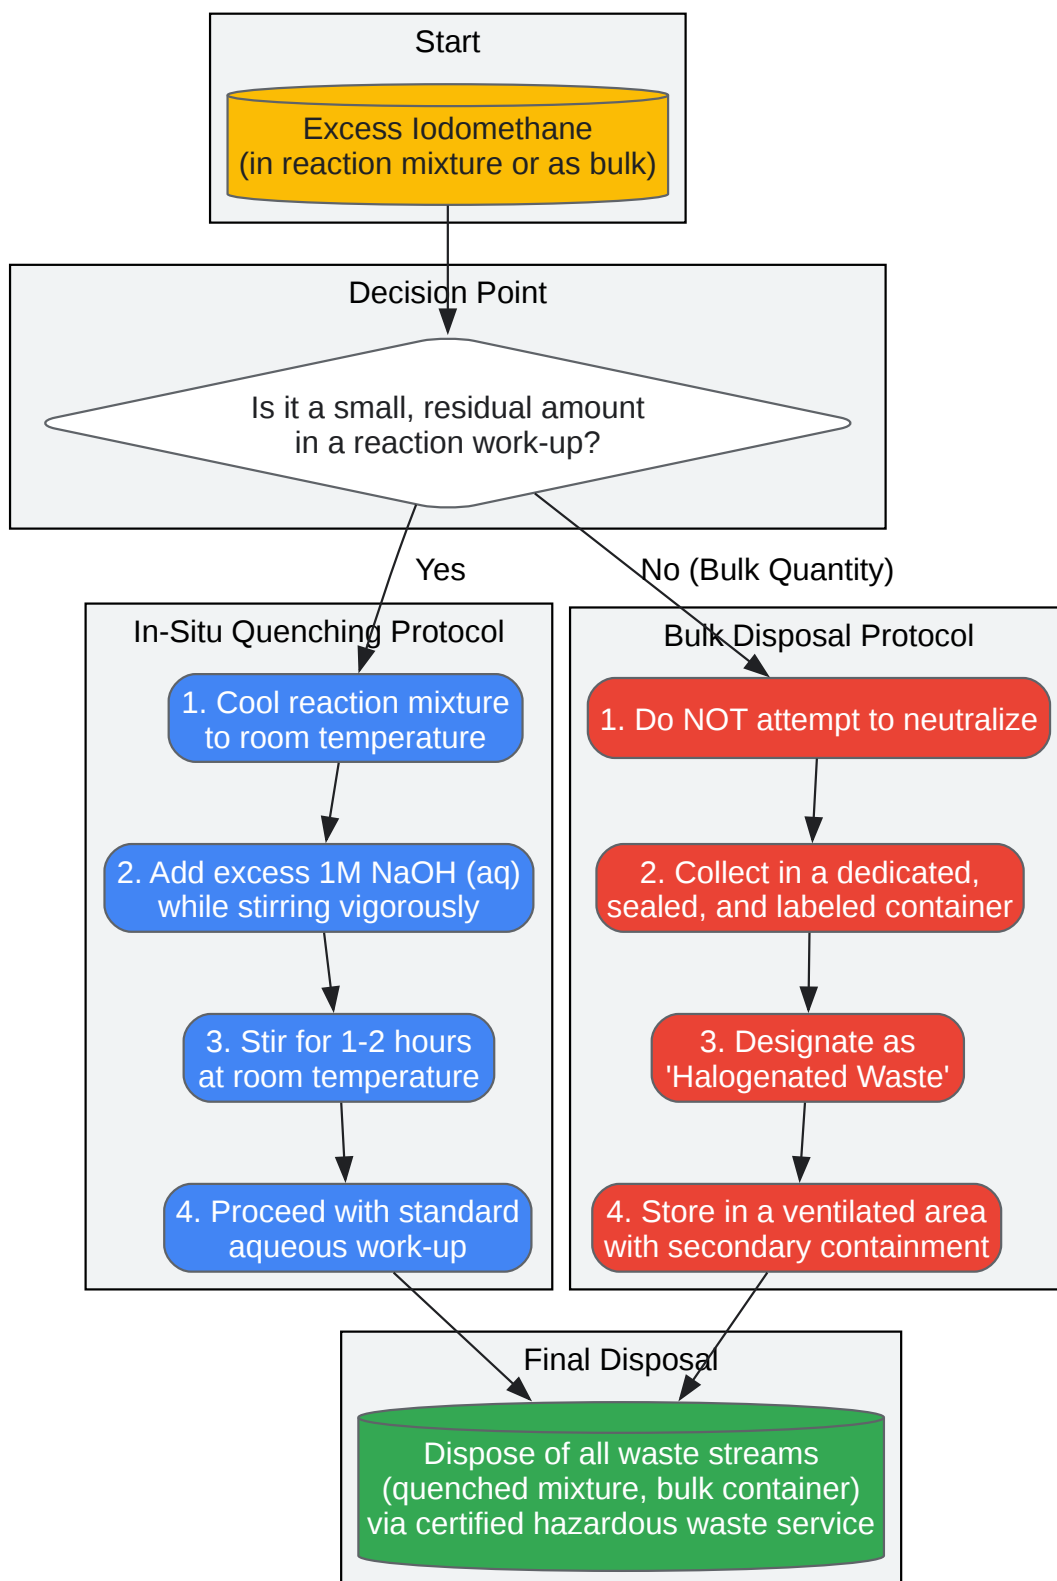 Start
Excess Iodomethane
(in reaction mixture or as bulk)
Decision Point
Is it a small, residual amount
in a reaction work-up?
Yes
No (Bulk Quantity)
In-Situ Quenching Protocol
1. Cool reaction mixture
to room temperature
2. Add excess 1M NaOH (aq)
while stirring vigorously
3. Stir for 1-2 hours
at room temperature
4. Proceed with standard
aqueous work-up
Bulk Disposal Protocol
1. Do NOT attempt to neutralize
2. Collect in a dedicated,
sealed, and labeled container
3. Designate as
'Halogenated Waste'
4. Store in a ventilated area
with secondary containment
Final Disposal
Dispose of all waste streams
(quenched mixture, bulk container)
via certified hazardous waste service